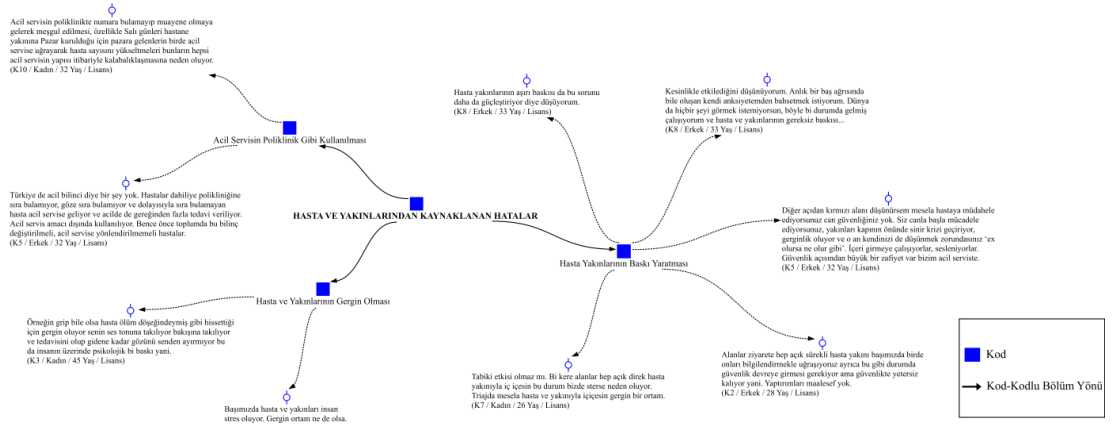 Acil servisin poliklinikte numara bulamayıp muayene olmaya
gelerek meşgul edilmesi, özellikle Salı günleri hastane
yakınına Pazar kurulduğu için pazara gelenlerin birde acil
servise uğrayarak hasta sayısını yükseltmeleri bunların hepsi
acil servisin yapısı itibariyle kalabalıklaşmasına neden oluyor.
(K10 / Kadın / 32 Yaş / Lisans)
Acil Servisin Poliklinik Gibi Kullanılması
Türkiye de acil bilinci diye bir şey yok. Hastalar dahiliye polikliniğine
sıra bulamıyor, göze sıra bulamıyor ve dolayısıyla sıra bulamayan
hasta acil servise geliyor ve acilde de gereğinden fazla tedavi veriliyor.
Acil servis amacı dışında kullanılıyor. Bence önce toplumda bu bilinç
değiştirilmeli, acil servise yönlendirilmemeli hastalar.
(K5 / Erkek / 32 Yaş / Lisans)
HASTA VE YAKINLARINDAN KAYNAKLANAN HATALAR
Hasta ve Yakınlarının Gergin Olması
Örneğin grip bile olsa hasta ölüm döşeğindeymiş gibi hissettiği
için gergin oluyor senin ses tonuna takılıyor bakışına takılıyor
ve tedavisini olup gidene kadar gözünü senden ayırmıyor bu
da insanın üzerinde psikolojik bi baskı yani.
(K3 / Kadın / 45 Yaş / Lisans)
Başımızda hasta ve yakınları insan
stres oluyor. Gergin ortam ne de olsa.
Hasta yakınlarının aşırı baskısı da bu sorunu
daha da güçleştiriyor diye düşüyorum.
(K8 / Erkek / 33 Yaş / Lisans)
Kesinlikle etkilediğini düşünüyorum. Anlık bir baş ağrısında
bile oluşan kendi anksiyetemden bahsetmek istiyorum. Dünya
da hiçbir şeyi görmek istemiyorsun, böyle bi durumda gelmiş
çalışıyorum ve hasta ve yakınlarının gereksiz baskısı...
(K8 / Erkek / 33 Yaş / Lisans)
Hasta Yakınlarının Baskı Yaratması
Diğer açıdan kırmızı alanı düşünürsem mesela hastaya müdahele
ediyorsunuz can güvenliğiniz yok. Siz canla başla mücadele
ediyorsunuz, yakınları kapının önünde sinir krizi geçiriyor,
gerginlik oluyor ve o an kendinizi de düşünmek zorundasınız ‘ex
olursa ne olur gibi’. İçeri girmeye çalışıyorlar, sesleniyorlar.
Güvenlik açısından büyük bir zafiyet var bizim acil serviste.
(K5 / Erkek / 32 Yaş / Lisans)
Tabiki etkisi olmaz mı. Bi kere alanlar hep açık direk hasta
yakınıyla iç içesin bu durum bizde sterse neden oluyor.
Triajda mesela hasta ve yakınıyla içiçesin gergin bir ortam.
(K7 / Kadın / 26 Yaş / Lisans)
Alanlar ziyarete hep açık sürekli hasta yakını başımızda birde
onları bilgilendirmekle uğraşıyoruz ayrıca bu gibi durumda
güvenlik devreye girmesi gerekiyor ama güvenlikte yetersiz
kalıyor yani. Yaptırımları maalesef yok.
(K2 / Erkek / 28 Yaş / Lisans)
Kod
Kod-Kodlu Bölüm Yönü